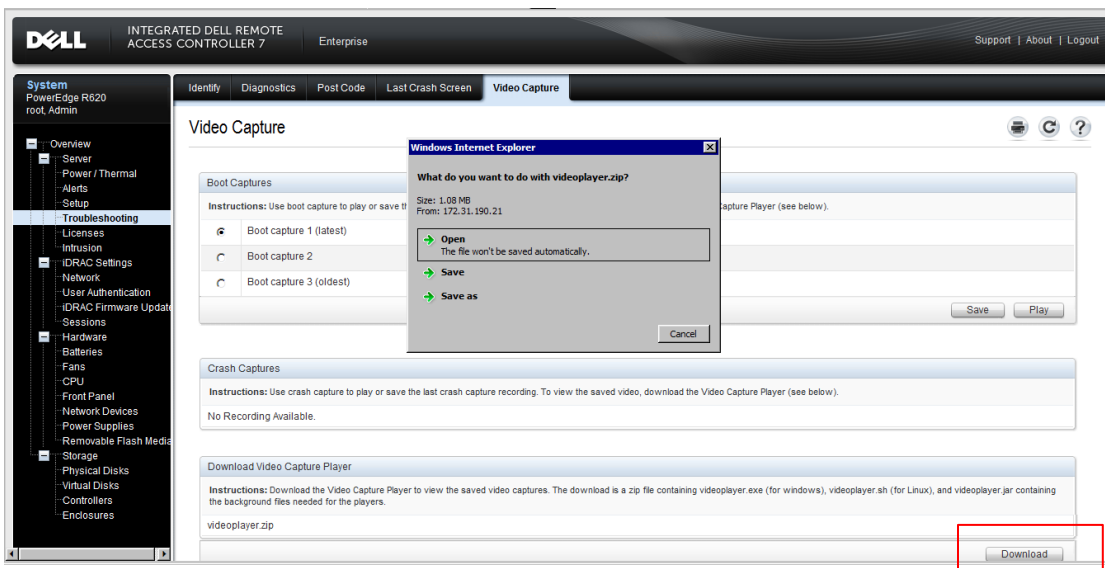 DELL
INTEGRATED DELL REMOTE
ACCESS CONTROLLER 7
Enterprise
Support | About | Logout
System
PowerEdge R620
root, Admin
Overview
Server
Power / Thermal
Alerts
Setup
Troubleshooting
Licenses
Intrusion
iDRAC Settings
Network
User Authentication
iDRAC Firmware Update
Sessions
Hardware
Batteries
Fans
CPU
Front Panel
Network Devices
Power Supplies
Removable Flash Media
Storage
Physical Disks
Virtual Disks
Controllers
Enclosures
Identify Diagnostics Post Code Last Crash Screen Video Capture
Video Capture
Boot Captures
Instructions: Use boot capture to play or save th
Capture Player (see below).
Boot capture 1 (latest)
Boot capture 2
Boot capture 3 (oldest)
Save Play
Windows Internet Explorer
What do you want to do with videoplayer.zip?
Size: 1.08 MB
From: 172.31.190.21
Open
The file won't be saved automatically.
Save
Save as
Cancel
Crash Captures
Instructions: Use crash capture to play or save the last crash capture recording. To view the saved video, download the Video Capture Player (see below).
No Recording Available.
Download Video Capture Player
Instructions: Download the Video Capture Player to view the saved video captures. The download is a zip file containing videoplayer.exe (for windows), videoplayer.sh (for Linux), and videoplayer.jar containing
the background files needed for the players.
videoplayer.zip
Download